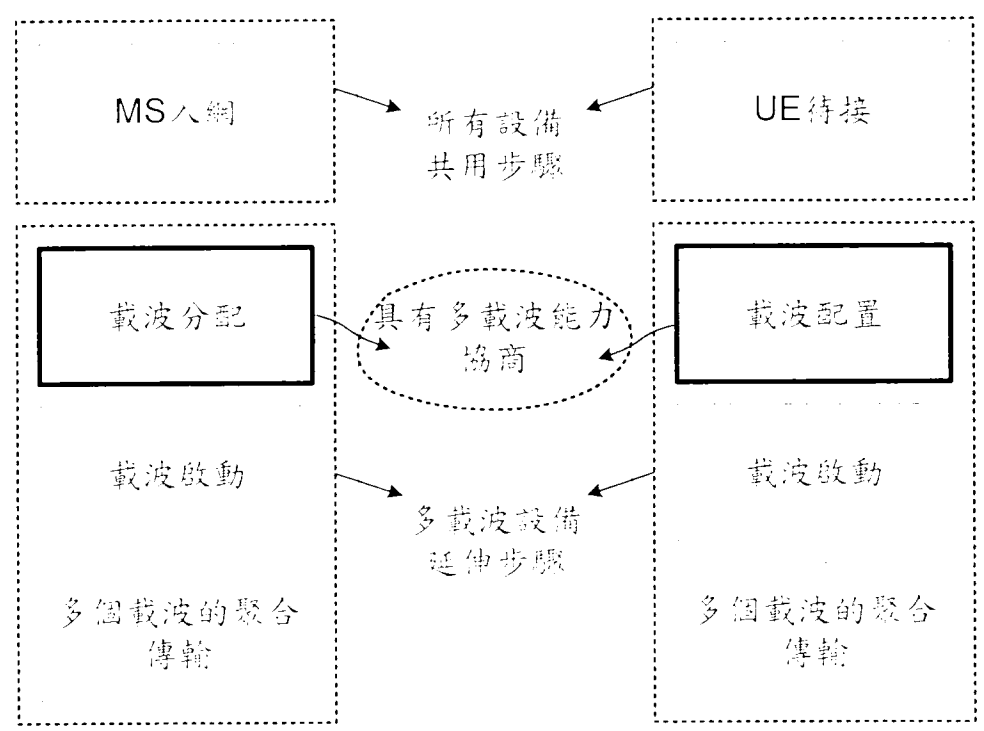 MS人網
所有設備
共用步驟
UE待接
載波分配
具有多載波能力
協商
載波配置
載波啟動
多載波設備
延伸步驟
載波啟動
多個載波的聚合
傳輸
多個載波的聚合
傳輸